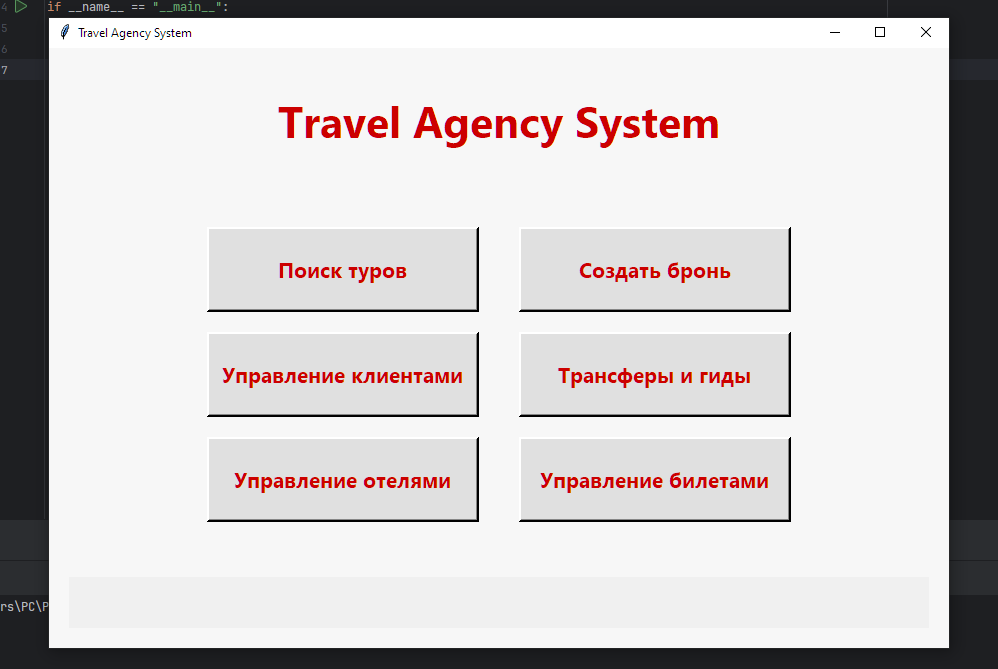 4 if __name__ == "__main__":
5
6
7
Travel Agency System
Travel Agency System
Поиск туров
Создать бронь
Управление клиентами
Трансферы и гиды
Управление отелями
Управление билетами
rs\PC\P